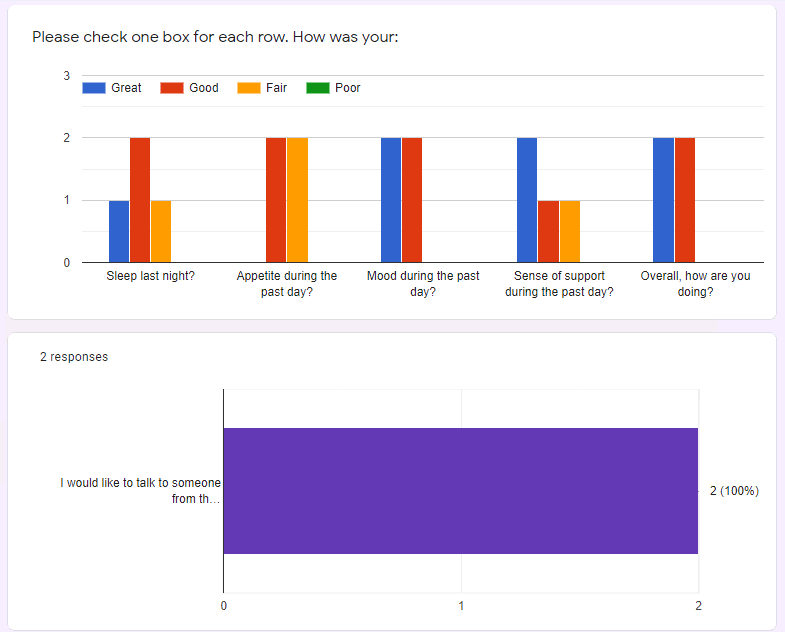 Please check one box for each row. How was your:
3
Great Good Fair Poor
2
1
0
Sleep last night? Appetite during the Mood during the past Sense of support Overall, how are you
past day? day? during the past day? doing?
2 responses
I would like to talk to someone
from th...
2 (100%)
0 1 2